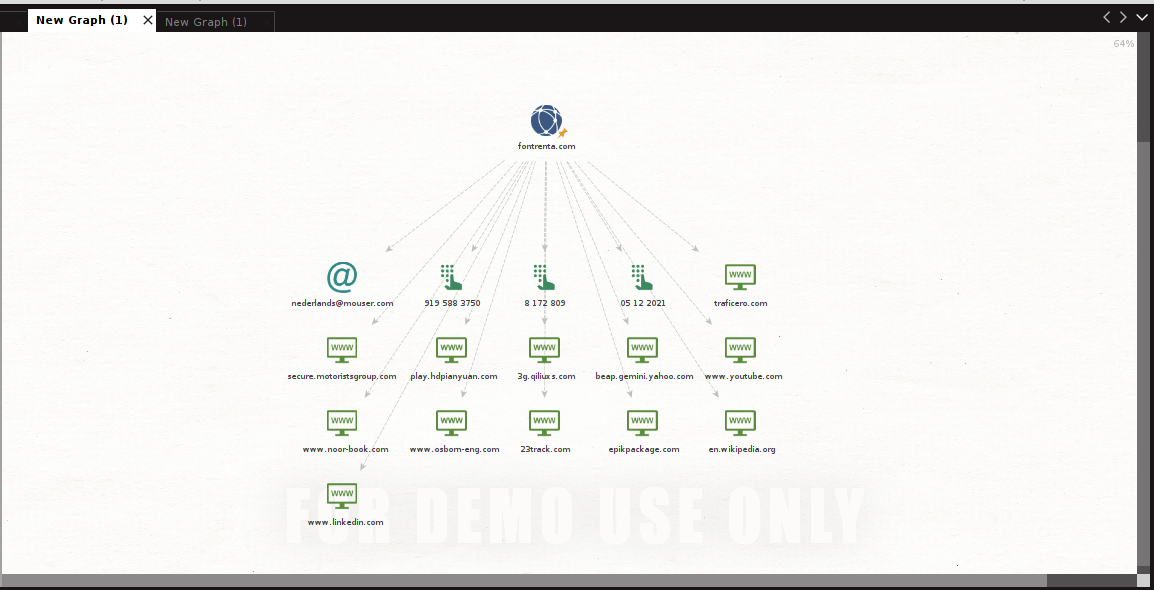 New Graph (1)
New Graph (1)
64%
fontrenta.com
nederlands@mouser.com
919 588 3750
8 172 809
05 12 2021
traficero.com
secure.motoristsgroup.com
play.hdpianyuan.com
3g.qiliuxs.com
beap.gemini.yahoo.com
www.youtube.com
www.noor-book.com
www.osborn-eng.com
23track.com
epikpackage.com
en.wikipedia.org
www.linkedin.com
FOR DEMO USE ONLY